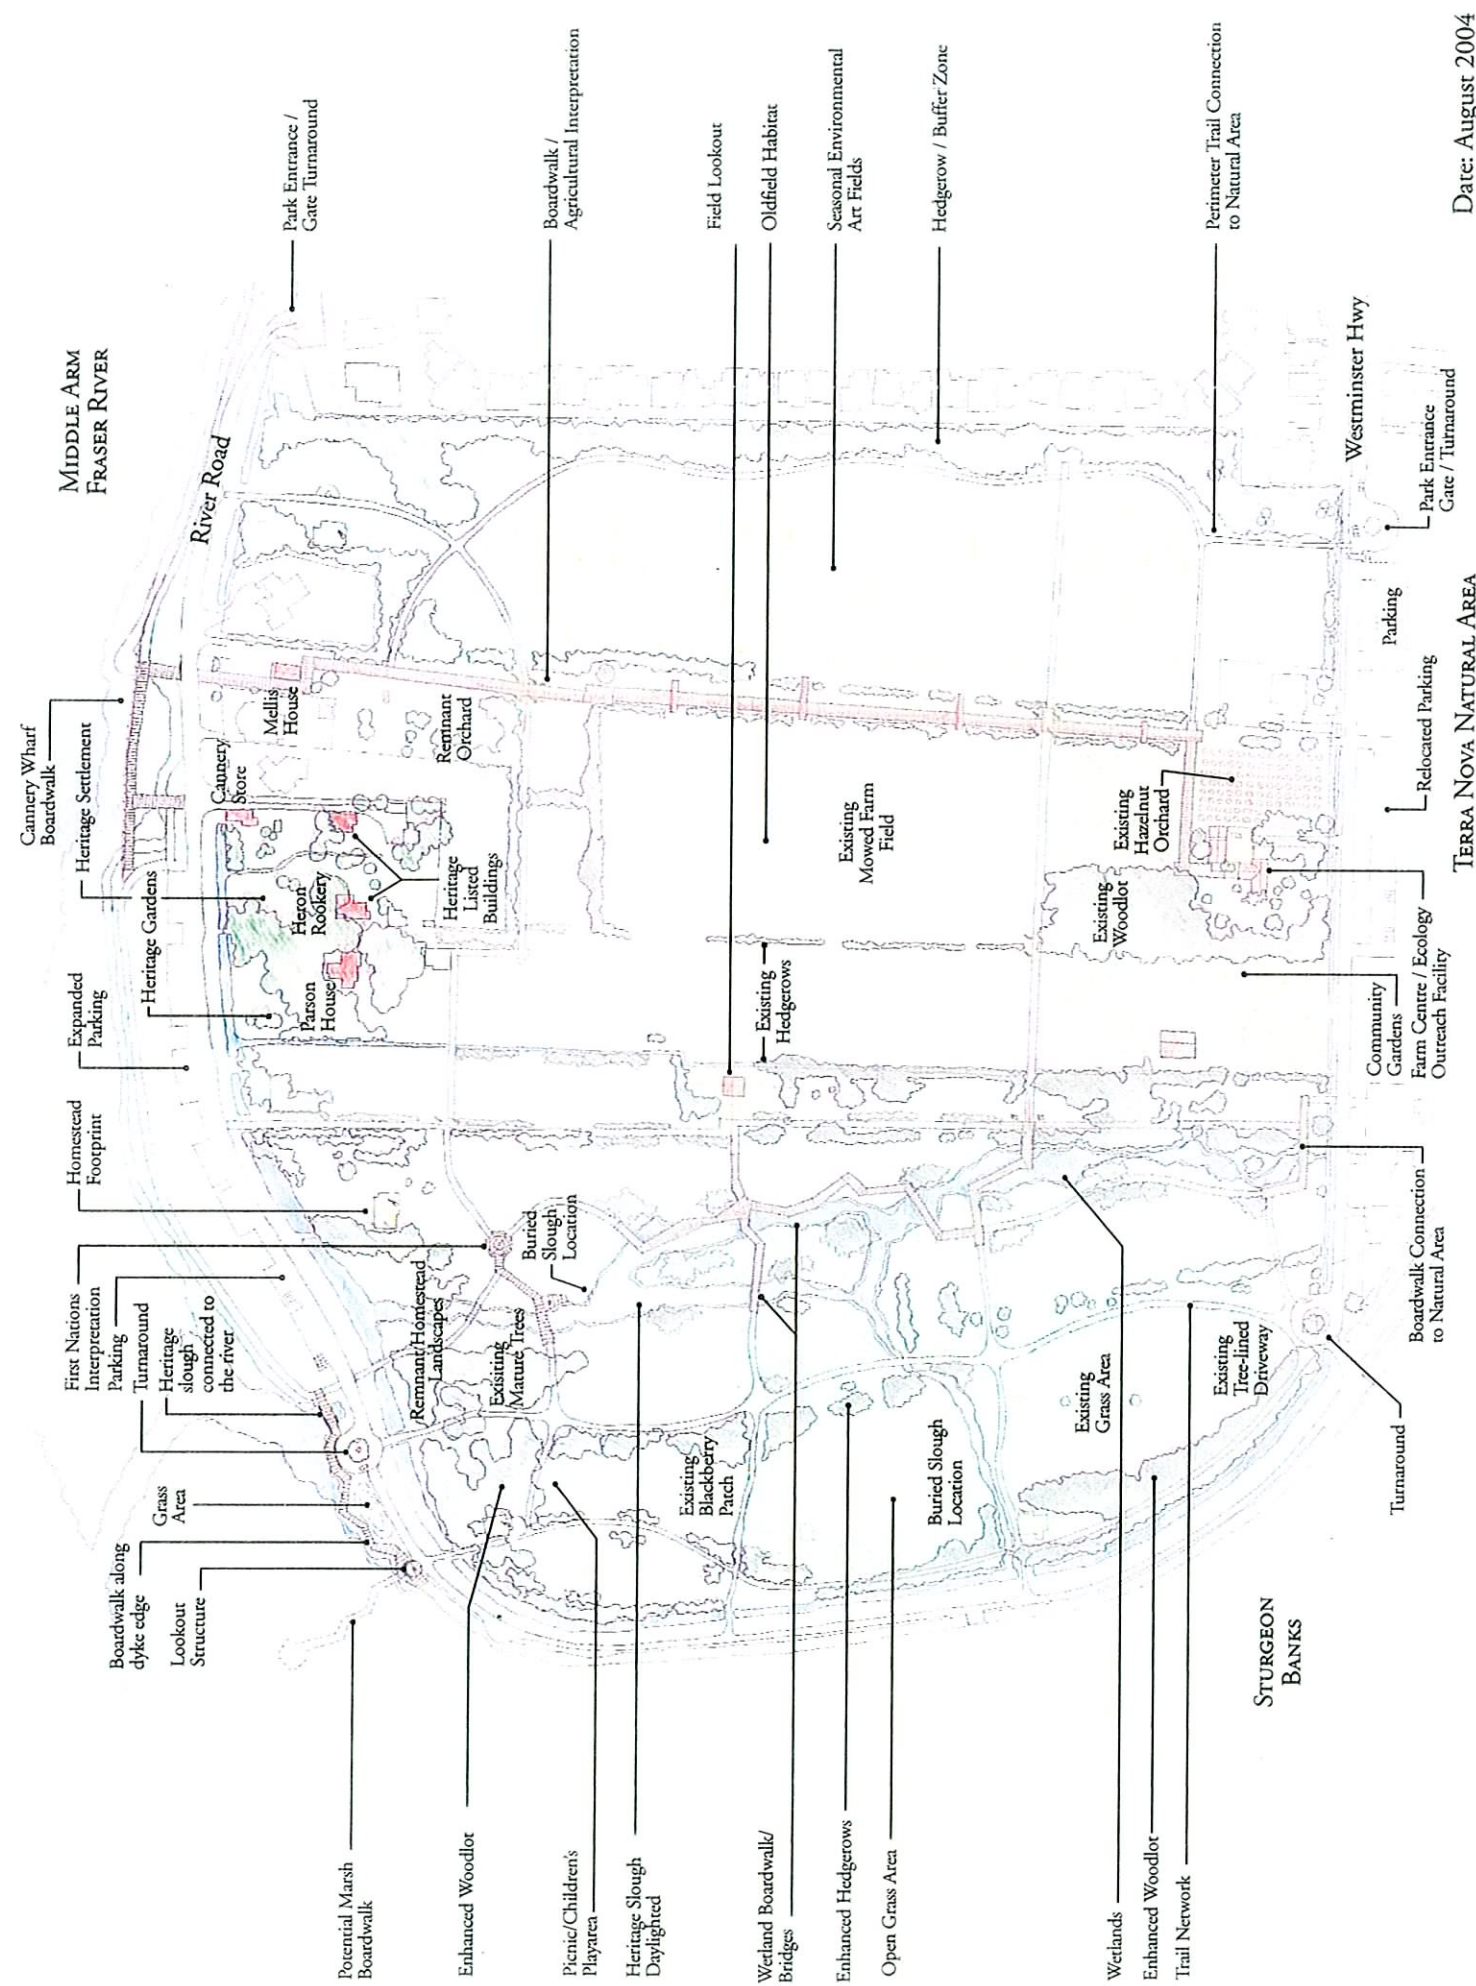 MIDDLE ARM
FRASER RIVER
River Road
Cannery Wharf
Boardwalk
Heritage Settlement
Heritage Gardens
Expanded
Parking
Homestead
Footprint
First Nations
Interpretation
Parking
Turnaround
Heritage
slough
connected to
the river
Grass
Area
Boardwalk along
dyke edge
Lookout
Structure
Potential Marsh
Boardwalk
Enhanced Woodlot
Picnic/Children's
Playarea
Heritage Slough
Daylighted
Wetland Boardwalk/
Bridges
Enhanced Hedgerows
Open Grass Area
Wetlands
Enhanced Woodlot
Trail Network
Park Entrance /
Gate Turnaround
Boardwalk /
Agricultural Interpretation
Field Lookout
Oldfield Habitat
Seasonal Environmental
Art Fields
Hedgerow / Buffer Zone
Perimeter Trail Connection
to Natural Area
Mellis
House
Cannery
Store
Remnant
Orchard
Heron
Rookery
Heritage
Listed
Buildings
Parson
House
Remnant/Homestead
Landscapes
Exisiting
Mature Trees
Buried
Slough
Location
Existing
Blackberry
Patch
Existing
Hedgerows
Existing
Mowed Farm
Field
Buried Slough
Location
Existing
Hazelnut
Orchard
Existing
Woodlot
Existing
Grass Area
Existing
Tree-lined
Driveway
Westminster Hwy
Park Entrance
Gate / Turnaround
Parking
Relocated Parking
Farm Centre / Ecology
Outreach Facility
Community
Gardens
Boardwalk Connection
to Natural Area
Turnaround
STURGEON
BANKS
TERRA NOVA NATURAL AREA
Date: August 2004